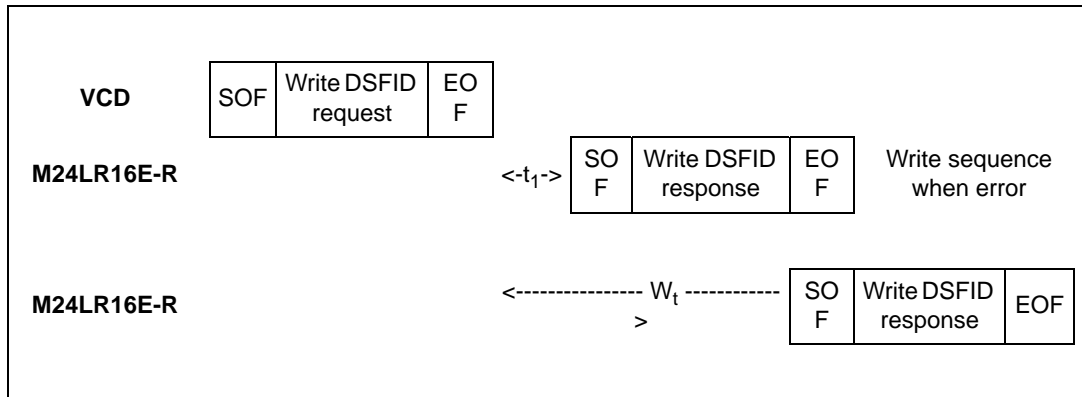 VCD SOF Write DSFID request EO F
M24LR16E-R <-t1-> SO F Write DSFID response EO F Write sequence when error
M24LR16E-R <----------------- Wt ------------ > SO F Write DSFID response EOF